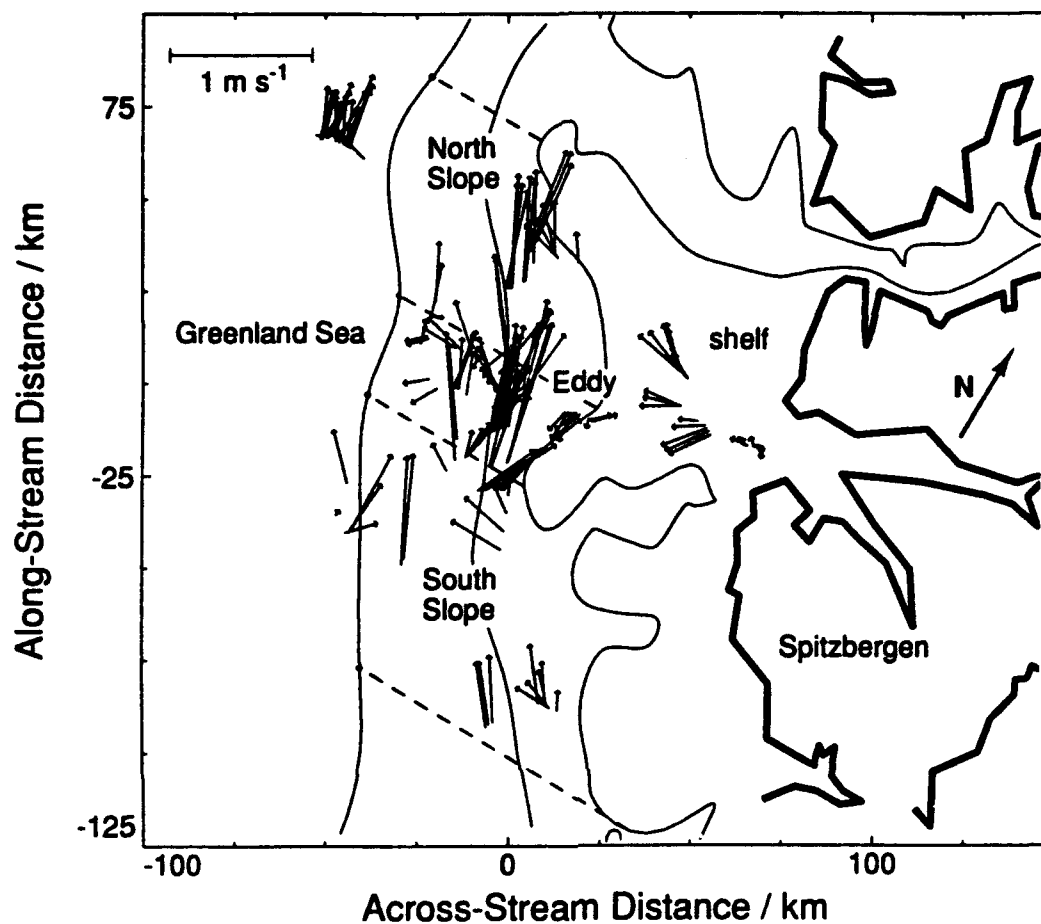 1 m s⁻¹
75
North
Slope
Greenland Sea
shelf
Eddy
N
-25
South
Slope
Spitzbergen
-125
-100
0
100
Along-Stream Distance / km
Across-Stream Distance / km